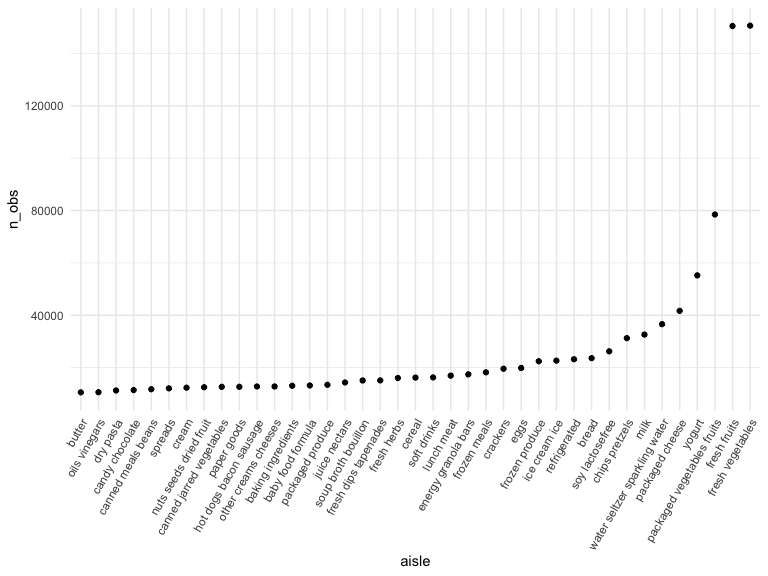 n_obs
120000
80000
40000
butter
oils vinegars
dry pasta
candy chocolate
canned meals beans
spreads
cream
nuts seeds dried fruit
canned jarred vegetables
paper goods
hot dogs bacon sausage
other creams cheeses
baking ingredients
baby food formula
packaged produce
juice nectars
soup broth bouillon
fresh dips tapenades
fresh herbs
cereal
soft drinks
lunch meat
energy granola bars
frozen meals
crackers
eggs
frozen produce
ice cream ice
refrigerated
bread
soy lactosefree
chips pretzels
milk
water seltzer sparkling water
packaged cheese
yogurt
packaged vegetables fruits
fresh fruits
fresh vegetables
aisle